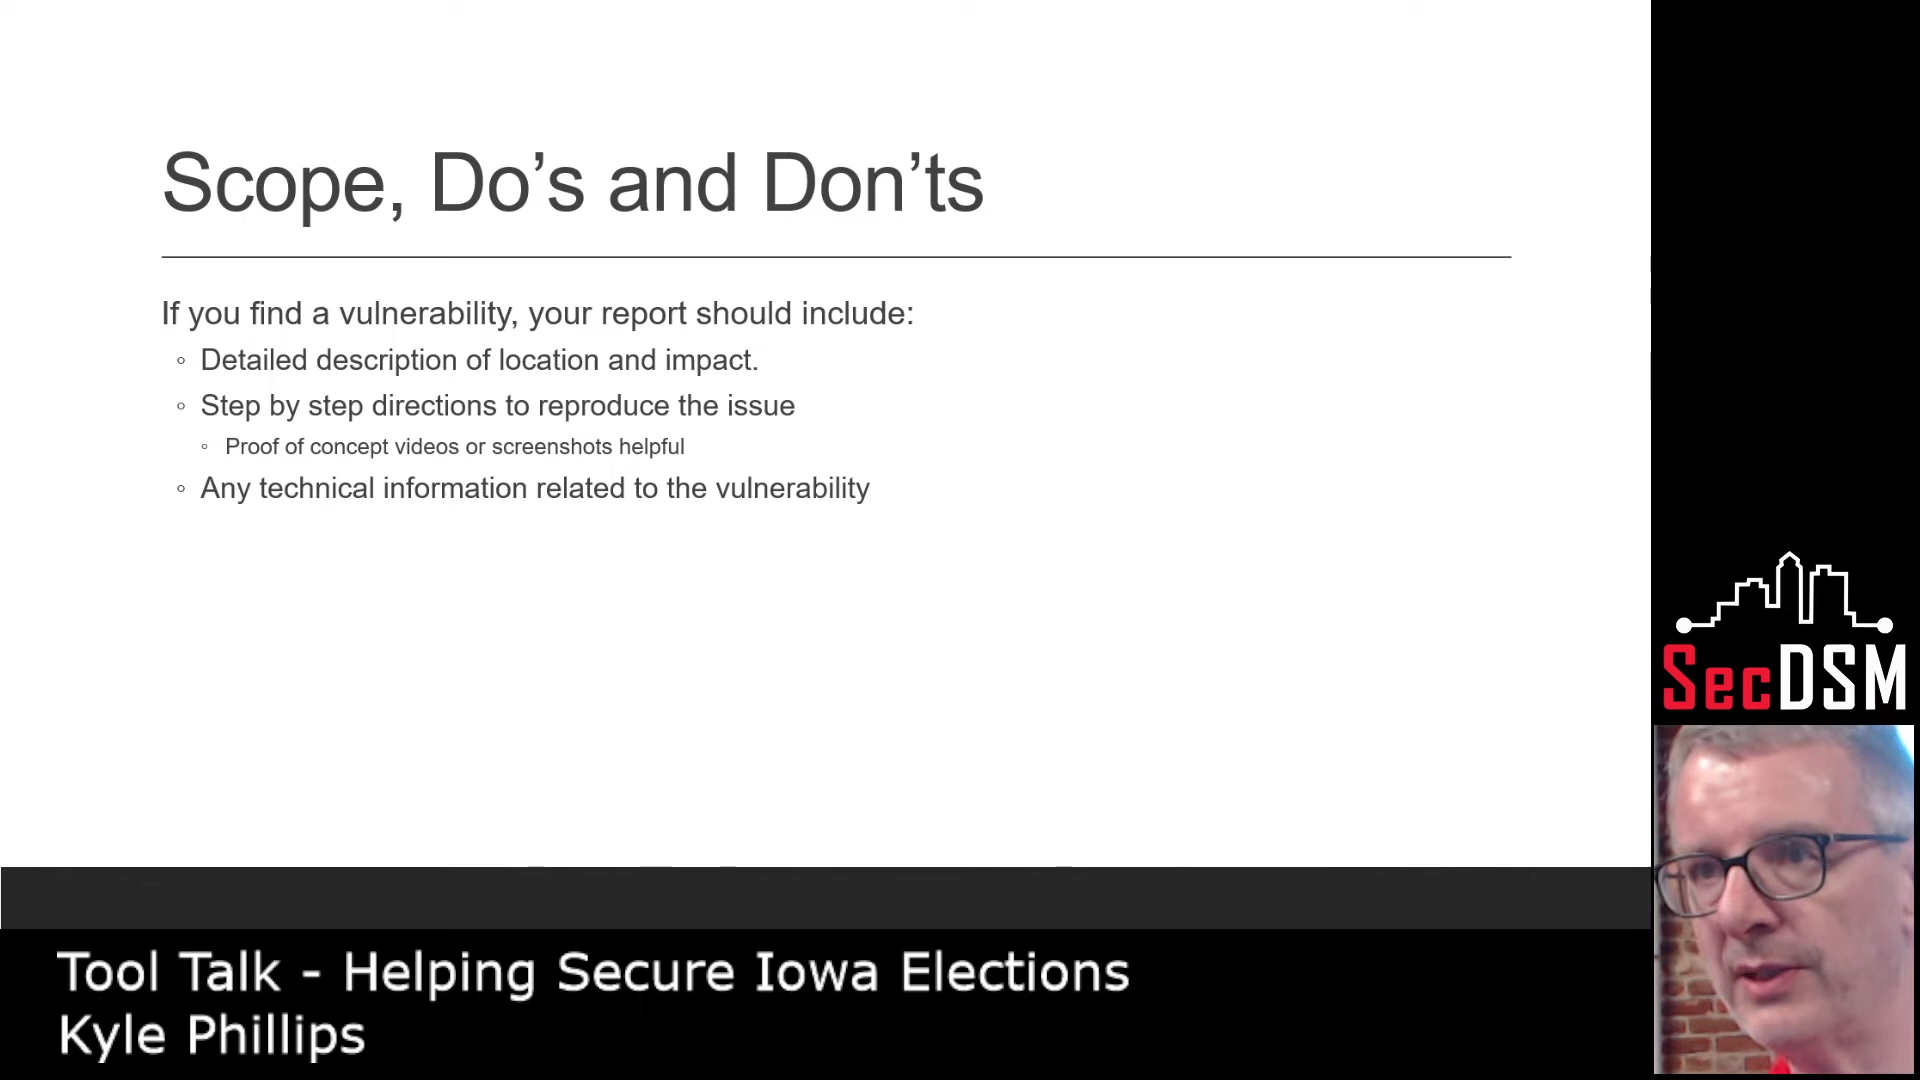 Scope, Do’s and Don’ts
If you find a vulnerability, your report should include:
◦ Detailed description of location and impact.
◦ Step by step directions to reproduce the issue
◦ Proof of concept videos or screenshots helpful
◦ Any technical information related to the vulnerability
SecDSM
Tool Talk - Helping Secure Iowa Elections
Kyle Phillips